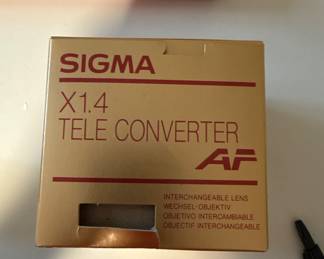 SIGMA
X1.4
TELE CONVERTER
AF
INTERCHANGEABLE LENS
WECHSEL-OBJEKTIV
OBJETIVO INTERCAMBIABLE
OBJECTIF INTERCHANGEABLE